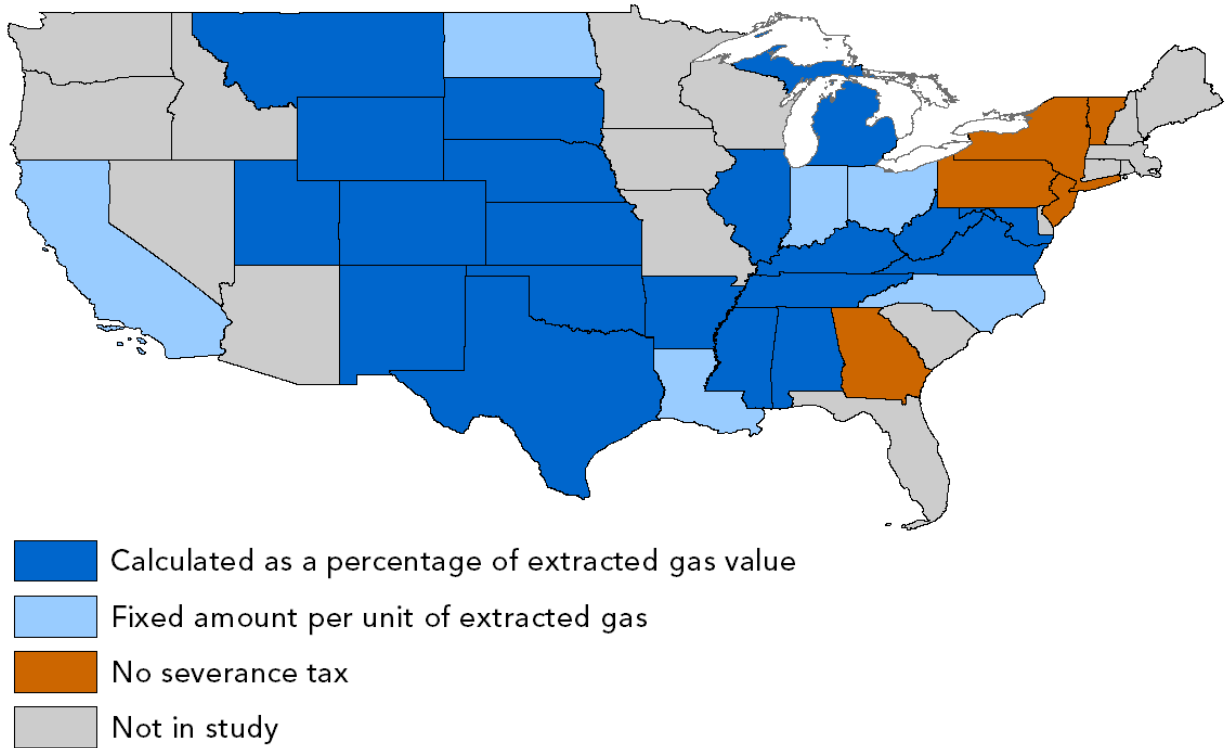 Calculated as a percentage of extracted gas value
Fixed amount per unit of extracted gas
No severance tax
Not in study